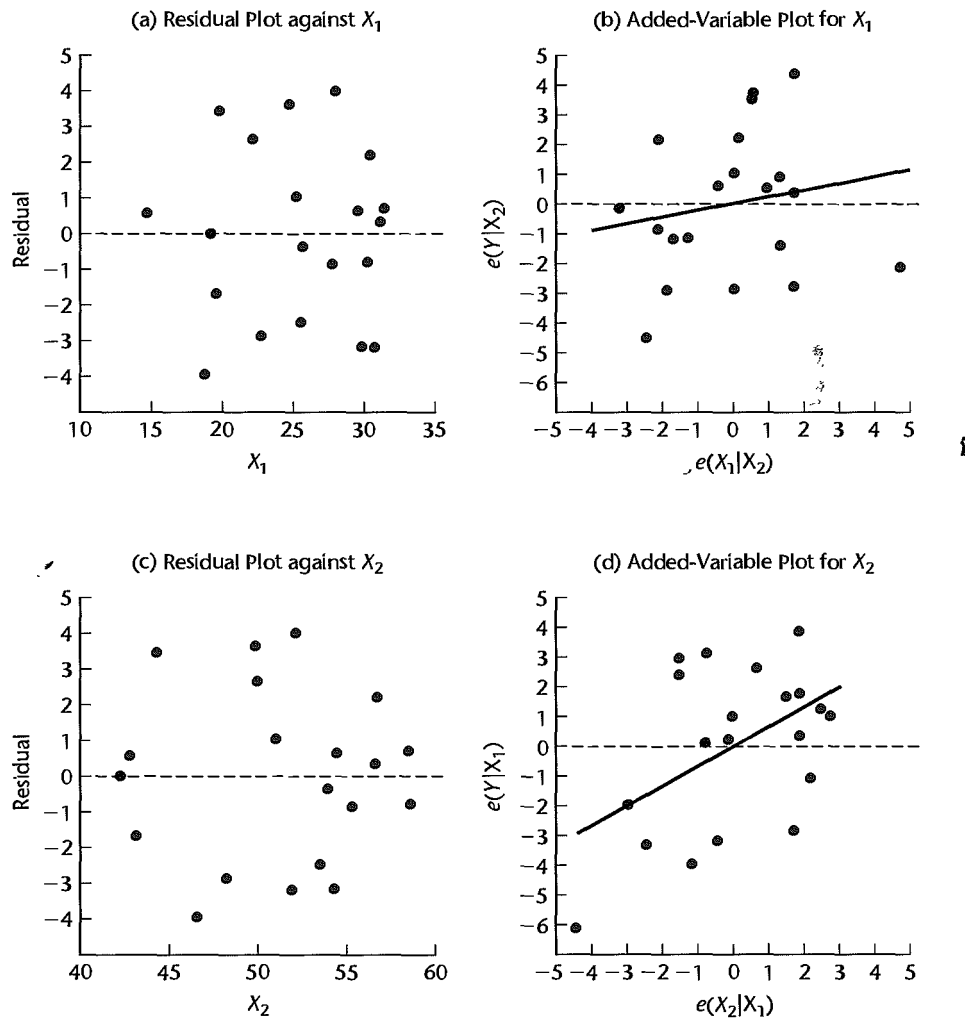 (a) Residual Plot against X₁
5
4
3
2
1
0
−1
−2
−3
−4
Residual
10 15 20 25 30 35
X₁
(b) Added-Variable Plot for X₁
5
4
3
2
1
0
−1
−2
−3
−4
−5
−6
e(Y|X₂)
−5 −4 −3 −2 −1 0 1 2 3 4 5
e(X₁|X₂)
(c) Residual Plot against X₂
5
4
3
2
1
0
−1
−2
−3
−4
Residual
40 45 50 55 60
X₂
(d) Added-Variable Plot for X₂
5
4
3
2
1
0
−1
−2
−3
−4
−5
−6
e(Y|X₁)
−5 −4 −3 −2 −1 0 1 2 3 4 5
e(X₂|X₁)